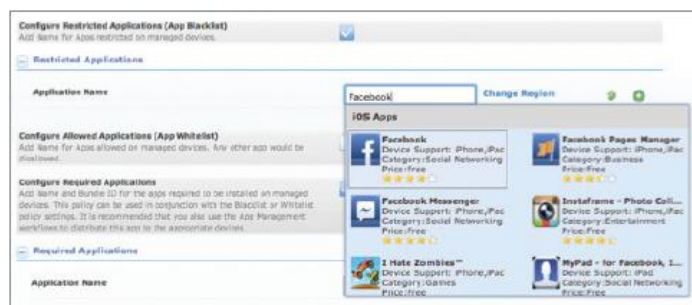 Configure Restricted Applications (App Blacklist)
Add Name for Apps restricted on managed devices.
Restricted Applications
Application Name
Facebook
Change Region
iOS Apps
Configure Allowed Applications (App Whitelist)
Add Name for Apps allowed on managed devices. Any other app would be
disallowed.
Configure Required Applications
Add Name and Bundle ID for the apps required to be installed on managed
devices. This policy can be used in conjunction with the Blacklist or Whitelist
policy settings. It is recommended that you also use the App Management
workflows to distribute this app to the appropriate devices.
Required Applications
Application Name
Facebook
Device Support: iPhone,iPad
Category:Social Networking
Price:Free
Facebook Pages Manager
Device Support: iPhone,iPad
Category:Business
Price:Free
Facebook Messenger
Device Support: iPhone,iPad
Category:Social Networking
Price:Free
Instaframe - Photo Coll...
Device Support: iPhone,iPad
Category:Entertainment
Price:Free
I Hate Zombies™
Device Support: iPhone,iPad
Category:Games
Price:Free
MyPad - for Facebook, I...
Device Support: iPad
Category:Social Networking
Price:Free